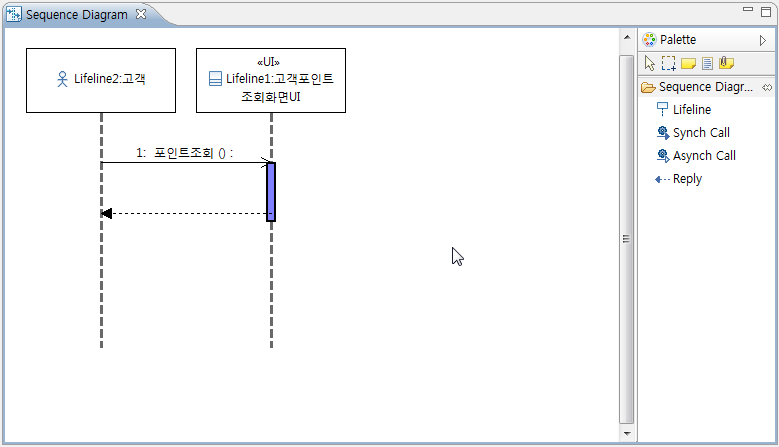 Sequence Diagram
Lifeline2:고객
«UI»
Lifeline1:고객포인트
조회화면UI
1: 포인트조회 () :
Palette
Sequence Diagr...
Lifeline
Synch Call
Asynch Call
Reply